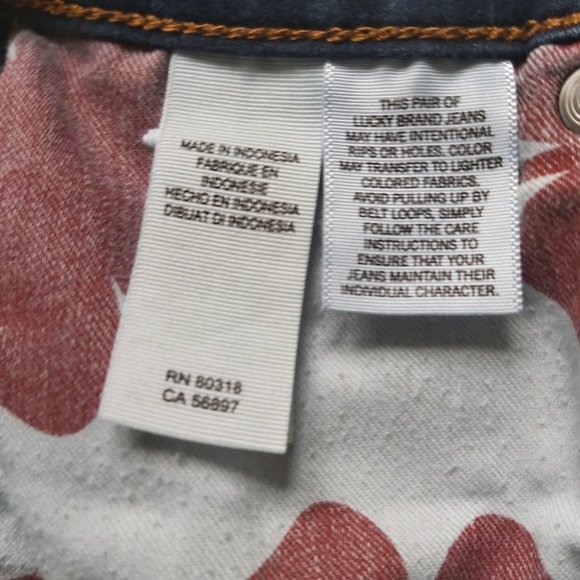 MADE IN INDONESIA
FABRIQUE EN
INDONESIE
HECHO EN INDONESIA
DIBUAT DI INDONESIA
RN 80318
CA 56897
THIS PAIR OF
LUCKY BRAND JEANS
MAY HAVE INTENTIONAL
RIPS OR HOLES. COLOR
MAY TRANSFER TO LIGHTER
COLORED FABRICS.
AVOID PULLING UP BY
BELT LOOPS, SIMPLY
FOLLOW THE CARE
INSTRUCTIONS TO
ENSURE THAT YOUR
JEANS MAINTAIN THEIR
INDIVIDUAL CHARACTER.